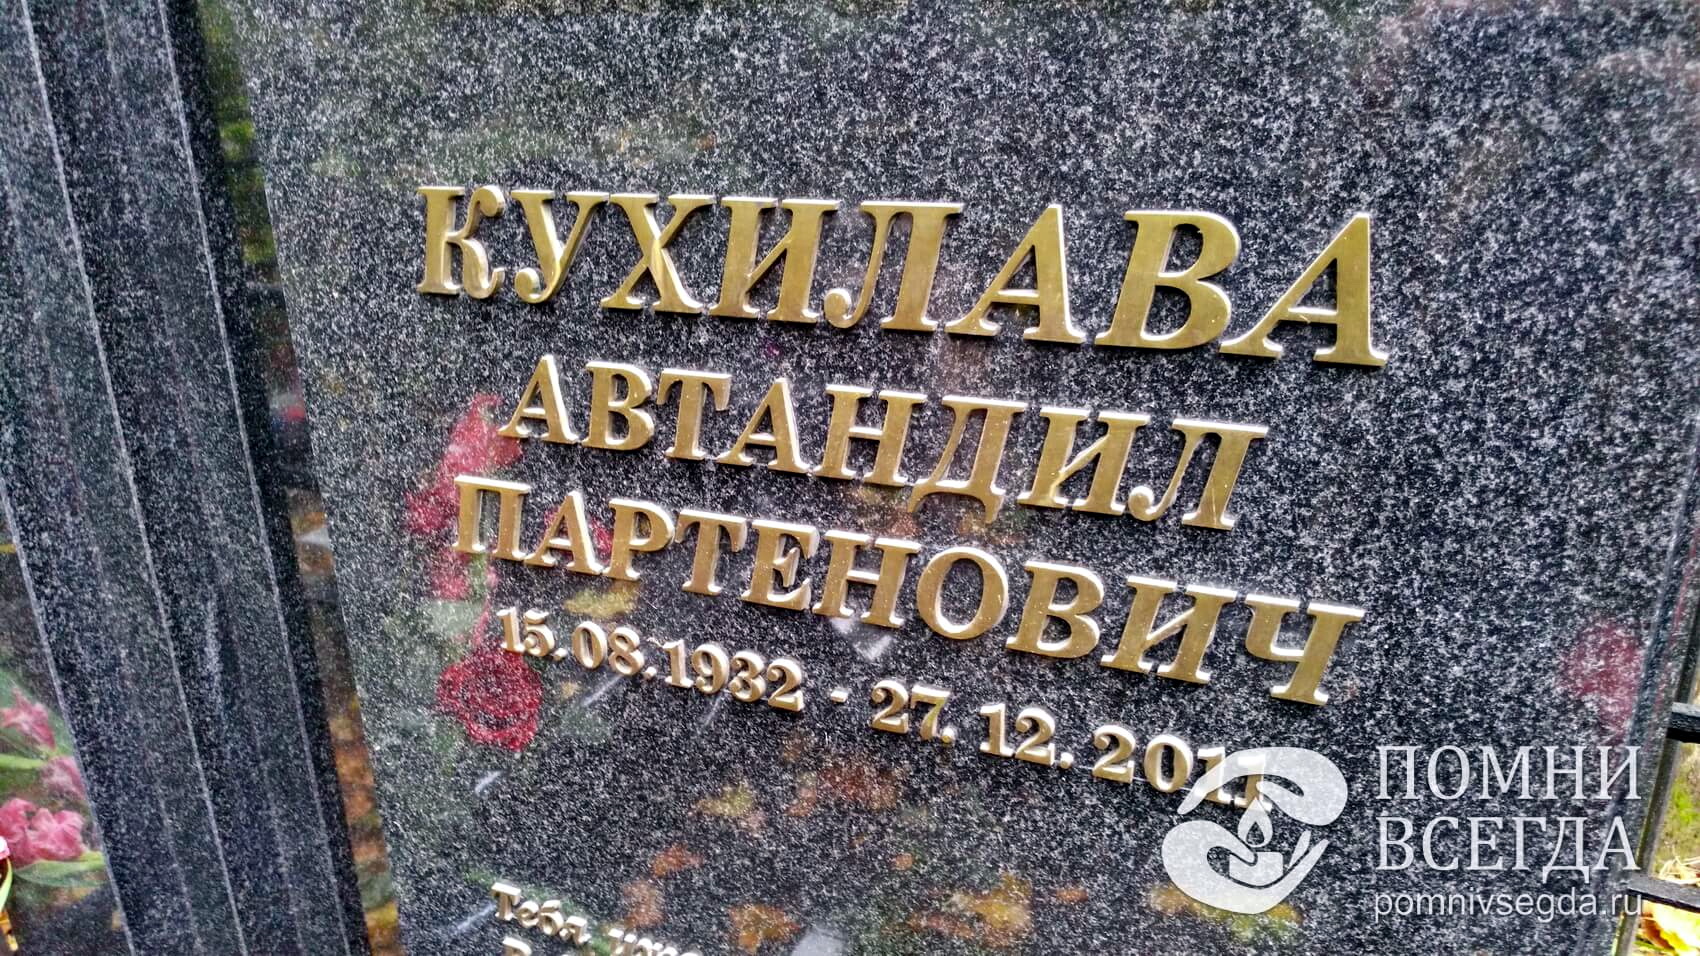 КУХИЛАВА
АВТАНДИЛ
ПАРТЕНОВИЧ
15.08.1932 - 27.12.2011
ПОМНИ
ВСЕГДА
pomnivsegda.ru